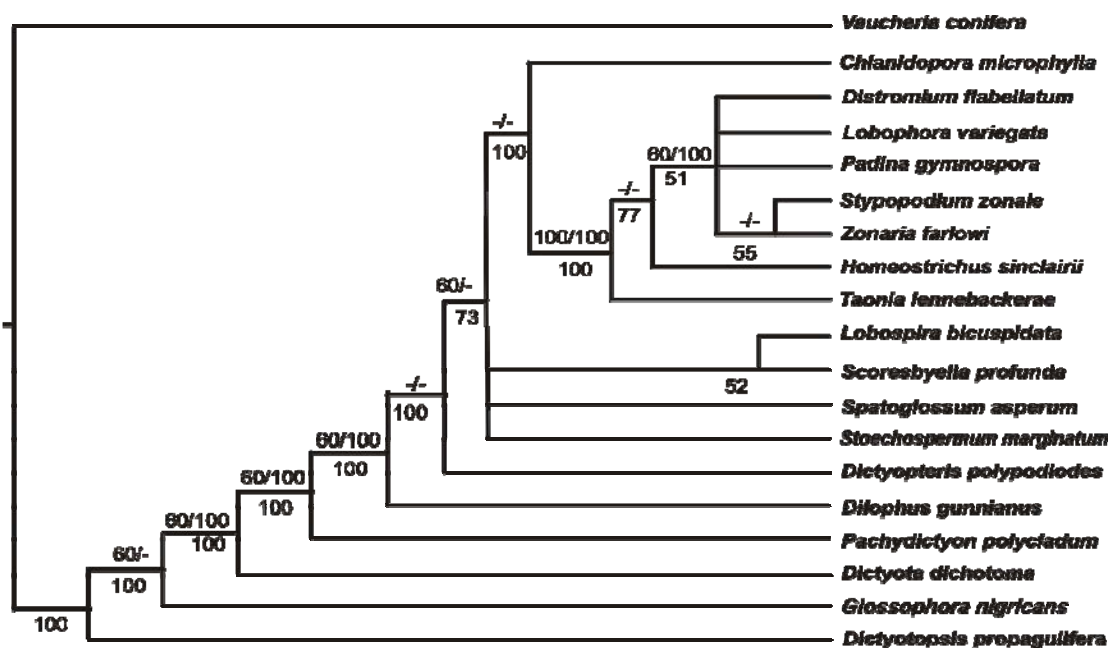 Vaucheria conifera
Chlanidopora microphylla
-/-
Distromium flabellatum
100
Lobophora variegata
60/100
Padina gymnospora
51
-/-
Stypopodium zonale
77
-/-
Zonaria farlowi
100/100
55
100
Homeostrichus sinclairii
60/-
Taonia lennebackerae
73
Lobospira bicuspidata
Scoresbyella profunda
-/-
52
100
Spatoglossum asperum
60/100
Stoechospermum marginatum
100
60/100
Dictyopteris polypodiodes
100
60/100
Dilophus gunnianus
100
Pachydictyon polycladum
60/-
100
Dictyota dichotoma
Glossophora nigricans
100
Dictyotopsis propagulifera